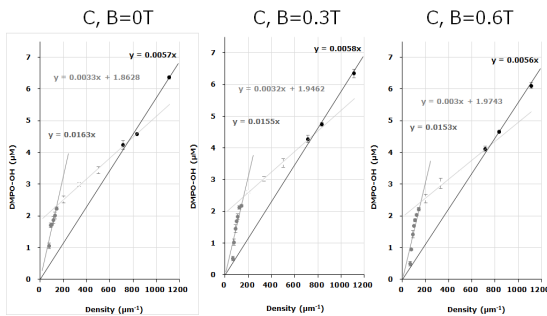 C, B=0T
C, B=0.3T
C, B=0.6T
y = 0.0057x
y = 0.0033x + 1.8628
y = 0.0163x
DMPO-OH (μM)
7
6
5
4
3
2
1
0
0 200 400 600 800 1000 1200
Density (μm⁻¹)
y = 0.0058x
y = 0.0032x + 1.9462
y = 0.0155x
DMPO-OH (μM)
7
6
5
4
3
2
1
0
0 200 400 600 800 1000 1200
Density (μm⁻¹)
y = 0.0056x
y = 0.003x + 1.9743
y = 0.0153x
DMPO-OH (μM)
7
6
5
4
3
2
1
0
0 200 400 600 800 1000 1200
Density (μm⁻¹)